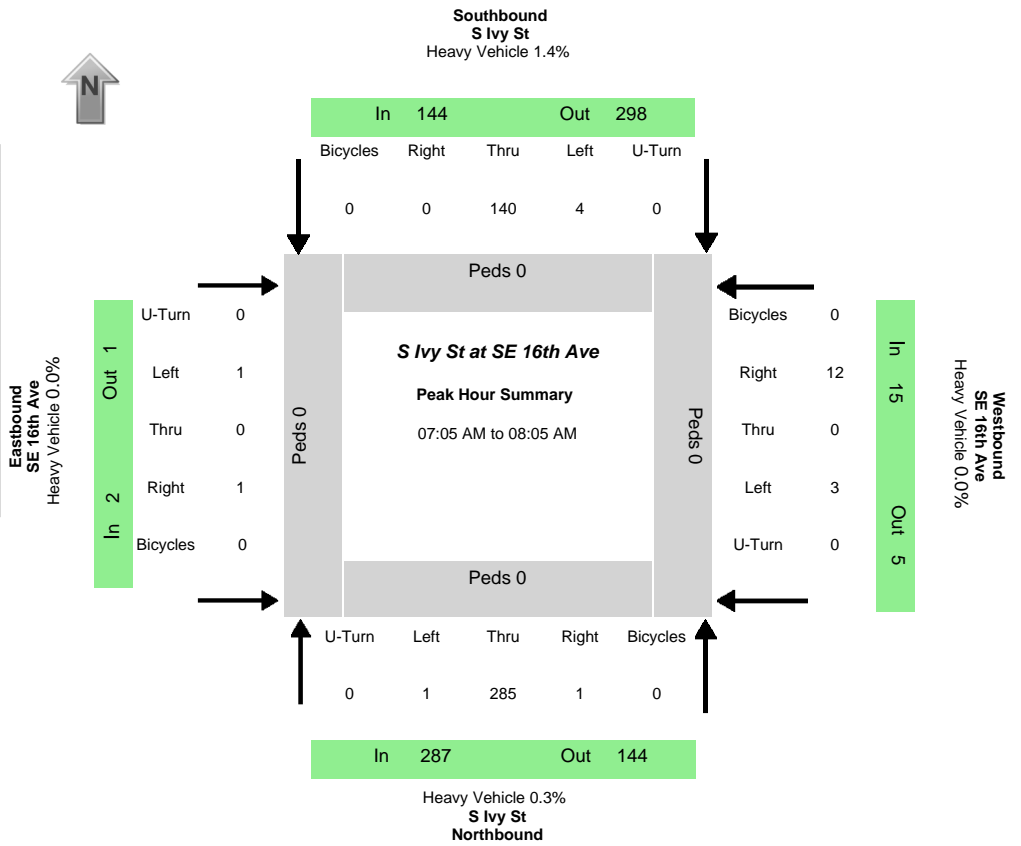 Southbound
S Ivy St
Heavy Vehicle 1.4%
N
In 144 Out 298
Bicycles Right Thru Left U-Turn
0 0 140 4 0
Peds 0
Eastbound
SE 16th Ave
Heavy Vehicle 0.0%
Out 1
In 2
U-Turn 0
Left 1
Thru 0
Right 1
Bicycles 0
Peds 0
S Ivy St at SE 16th Ave
Peak Hour Summary
07:05 AM to 08:05 AM
Peds 0
Bicycles 0
Right 12
Thru 0
Left 3
U-Turn 0
In 15
Out 5
Westbound
SE 16th Ave
Heavy Vehicle 0.0%
Peds 0
U-Turn Left Thru Right Bicycles
0 1 285 1 0
In 287 Out 144
Heavy Vehicle 0.3%
S Ivy St
Northbound